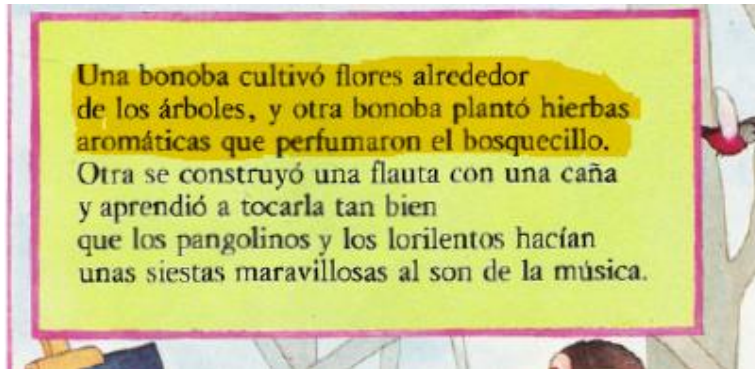 Una bonoba cultivó flores alrededor
de los árboles, y otra bonoba plantó hierbas
aromáticas que perfumaron el bosquecillo.
Otra se construyó una flauta con una caña
y aprendió a tocarla tan bien
que los pangolinos y los lorilentos hacían
unas siestas maravillosas al son de la música.